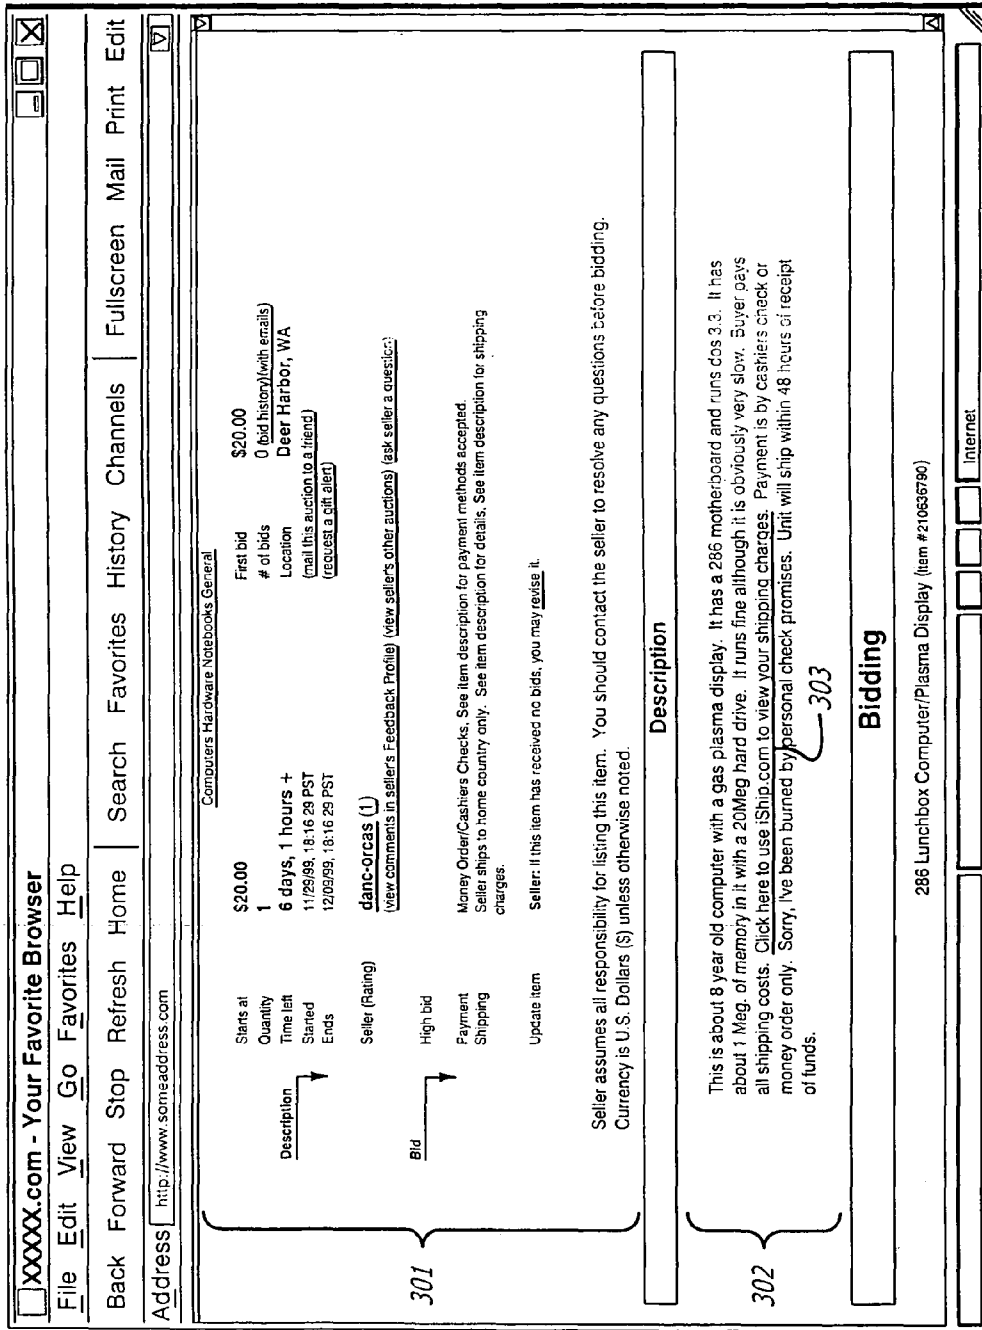 XXXXX.com - Your Favorite Browser
File Edit View Go Favorites Help
Back Forward Stop Refresh Home Search Favorites History Channels Fullscreen Mail Print Edit
Address http://www.someaddress.com
Computers Hardware Notebooks General
Starts at $20.00 First bid $20.00
Quantity 1 # of bids 0 (bid history)(with emails)
Description Time left 6 days, 1 hours + Location Deer Harbor, WA
Started 11/29/99, 18:16 29 PST (mail this auction to a friend)
Ends 12/09/99, 18:16 29 PST (request a gift alert)
Seller (Rating) danc-orcas (1)
(view comments in seller's Feedback Profile) (view seller's other auctions) (ask seller a question)
Bid High bid
Payment Money Order/Cashiers Checks, See item description for payment methods accepted.
Shipping Seller ships to home country only. See item description for details, See item description for shipping
charges.
Update item Seller: If this item has received no bids, you may revise it.
301
Seller assumes all responsibility for listing this item. You should contact the seller to resolve any questions before bidding.
Currency is U.S. Dollars ($) unless otherwise noted.
Description
302
This is about 8 year old computer with a gas plasma display. It has a 286 motherboard and runs dos 3.3. It has
about 1 Meg. of memory in it with a 20Meg hard drive. It runs fine although it is obviously very slow. Buyer pays
all shipping costs. Click here to use iShip.com to view your shipping charges. Payment is by cashiers check or
money order only. Sorry, I've been burned by personal check promises. Unit will ship within 48 hours of receipt
of funds.
303
Bidding
286 Lunchbox Computer/Plasma Display (Item #210636790)
Internet